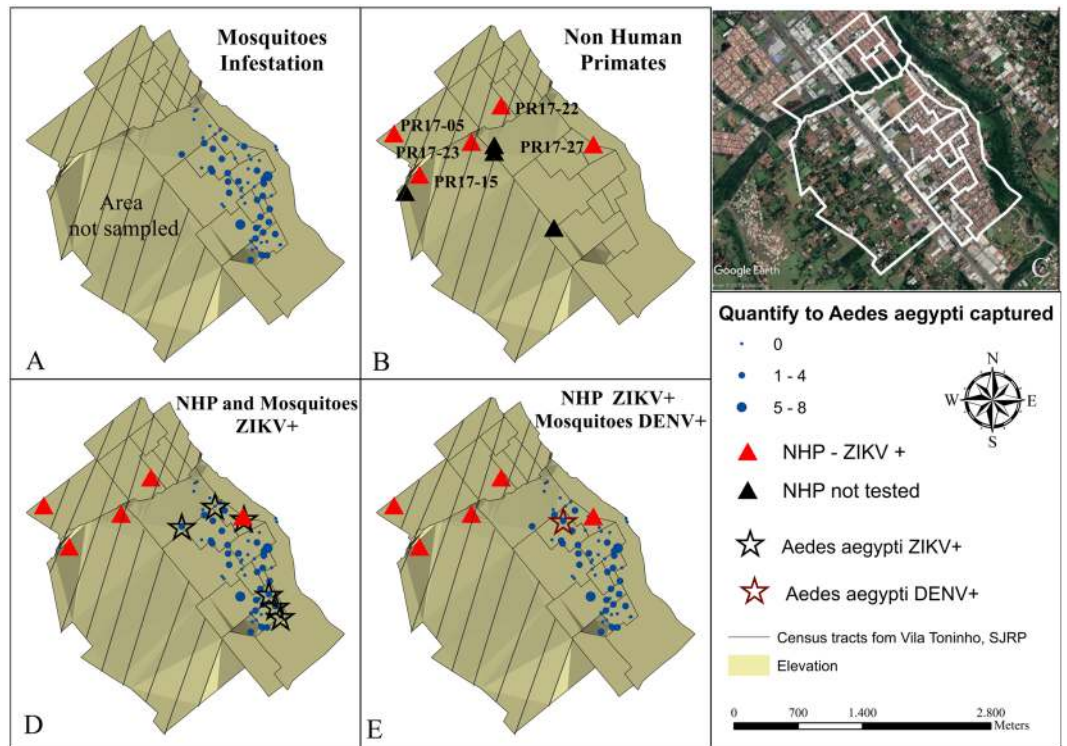 Mosquitoes
Infestation
Area
not sampled
A
Non Human
Primates
PR17-22
PR17-05
PR17-23
PR17-27
PR17-15
B
Google Earth
C
NHP and Mosquitoes
ZIKV+
D
NHP ZIKV+
Mosquitoes DENV+
E
Quantify to Aedes aegypti captured
0
1 - 4
5 - 8
N
W E
S
NHP - ZIKV +
NHP not tested
Aedes aegypti ZIKV+
Aedes aegypti DENV+
Census tracts fom Vila Toninho, SJRP
Elevation
0 700 1.400 2.800
Meters